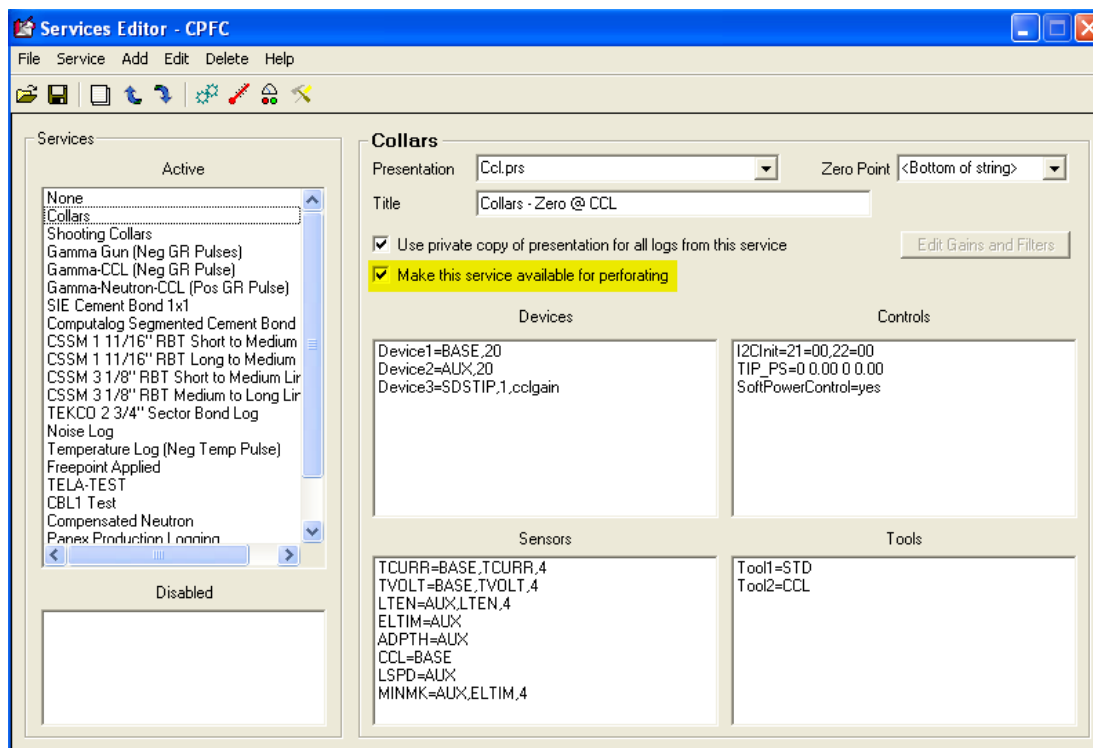 Services Editor - CPFC
File Service Add Edit Delete Help
Services
Active
None
Collars
Shooting Collars
Gamma Gun (Neg GR Pulses)
Gamma-CCL (Neg GR Pulse)
Gamma-Neutron-CCL (Pos GR Pulse)
SIE Cement Bond 1x1
Computalog Segmented Cement Bond
CSSM 1 11/16" RBT Short to Medium
CSSM 1 11/16" RBT Long to Medium
CSSM 3 1/8" RBT Short to Medium Lir
CSSM 3 1/8" RBT Medium to Long Lir
TEKCO 2 3/4" Sector Bond Log
Noise Log
Temperature Log (Neg Temp Pulse)
Freepoint Applied
TELA-TEST
CBL1 Test
Compensated Neutron
Panex Production Logging
Disabled
Collars
Presentation Ccl.prs Zero Point <Bottom of string>
Title Collars - Zero @ CCL
Use private copy of presentation for all logs from this service Edit Gains and Filters
Make this service available for perforating
Devices
Device1=BASE,20
Device2=AUX,20
Device3=SDSTIP,1,cclgain
Controls
I2CInit=21=00,22=00
TIP_PS=0 0.00 0 0.00
SoftPowerControl=yes
Sensors
TCURR=BASE,TCURR,4
TVOLT=BASE,TVOLT,4
LTEN=AUX,LTEN,4
ELTIM=AUX
ADPTH=AUX
CCL=BASE
LSPD=AUX
MINMK=AUX,ELTIM,4
Tools
Tool1=STD
Tool2=CCL